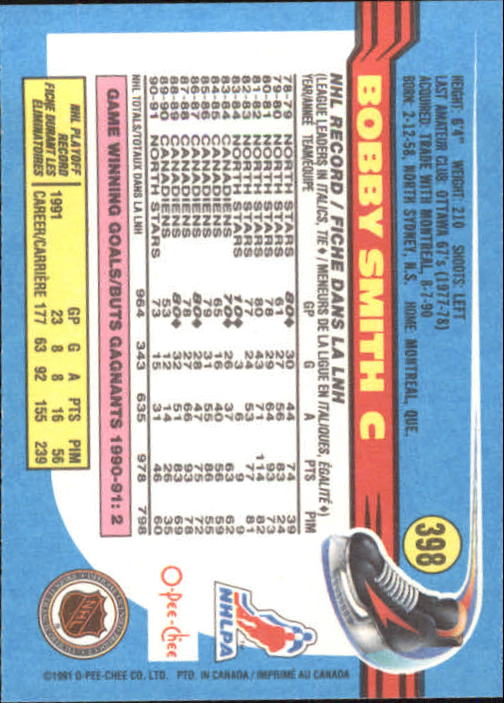 398
BOBBY SMITH C
HEIGHT: 6'4" WEIGHT: 210 SHOOTS: LEFT
LAST AMATEUR CLUB: OTTAWA 67's (1977-78)
ACQUIRED: TRADE WITH MONTREAL, 8-7-90
BORN: 2-12-58, NORTH SYDNEY, N.S. HOME: MONTREAL, QUE.
NHL RECORD / FICHE DANS LA LNH
(LEAGUE LEADERS IN ITALICS, TIE♦ / MENEURS DE LA LIGUE EN ITALIQUES, ÉGALITÉ♦)
YEAR/ANNÉE TEAM/ÉQUIPE GP G A PTS PIM
78-79 NORTH STARS 80♦ 30 44 74 39
79-80 NORTH STARS 61 27 56 83 24
80-81 NORTH STARS 78 29 64 93 73
81-82 NORTH STARS 80 43 71 114 82
82-83 NORTH STARS 77 24 53 77 81
83-84 NORTH STARS 10 3 6 9 9
83-84 CANADIENS 70♦ 26 37 63 62
84-85 CANADIENS 65 16 40 56 59
85-86 CANADIENS 79 31 55 86 55
86-87 CANADIENS 80♦ 28 47 75 72
87-88 CANADIENS 78 27 66 93 78
88-89 CANADIENS 80♦ 32 51 83 69
89-90 CANADIENS 53 12 14 26 35
90-91 NORTH STARS 73 15 31 46 60
NHL TOTALS/TOTAUX DANS LA LNH 964 343 635 978 798
GAME WINNING GOALS/BUTS GAGNANTS 1990-91: 2
NHL PLAYOFF RECORD
FICHE DURANT LES ÉLIMINATOIRES
GP G A PTS PIM
1991 23 8 8 16 56
CAREER/CARRIÈRE 177 63 92 155 239
NHLPA
O-Pee-Chee
NHL
©1991 O-PEE-CHEE CO. LTD. PTD. IN CANADA / IMPRIMÉ AU CANADA